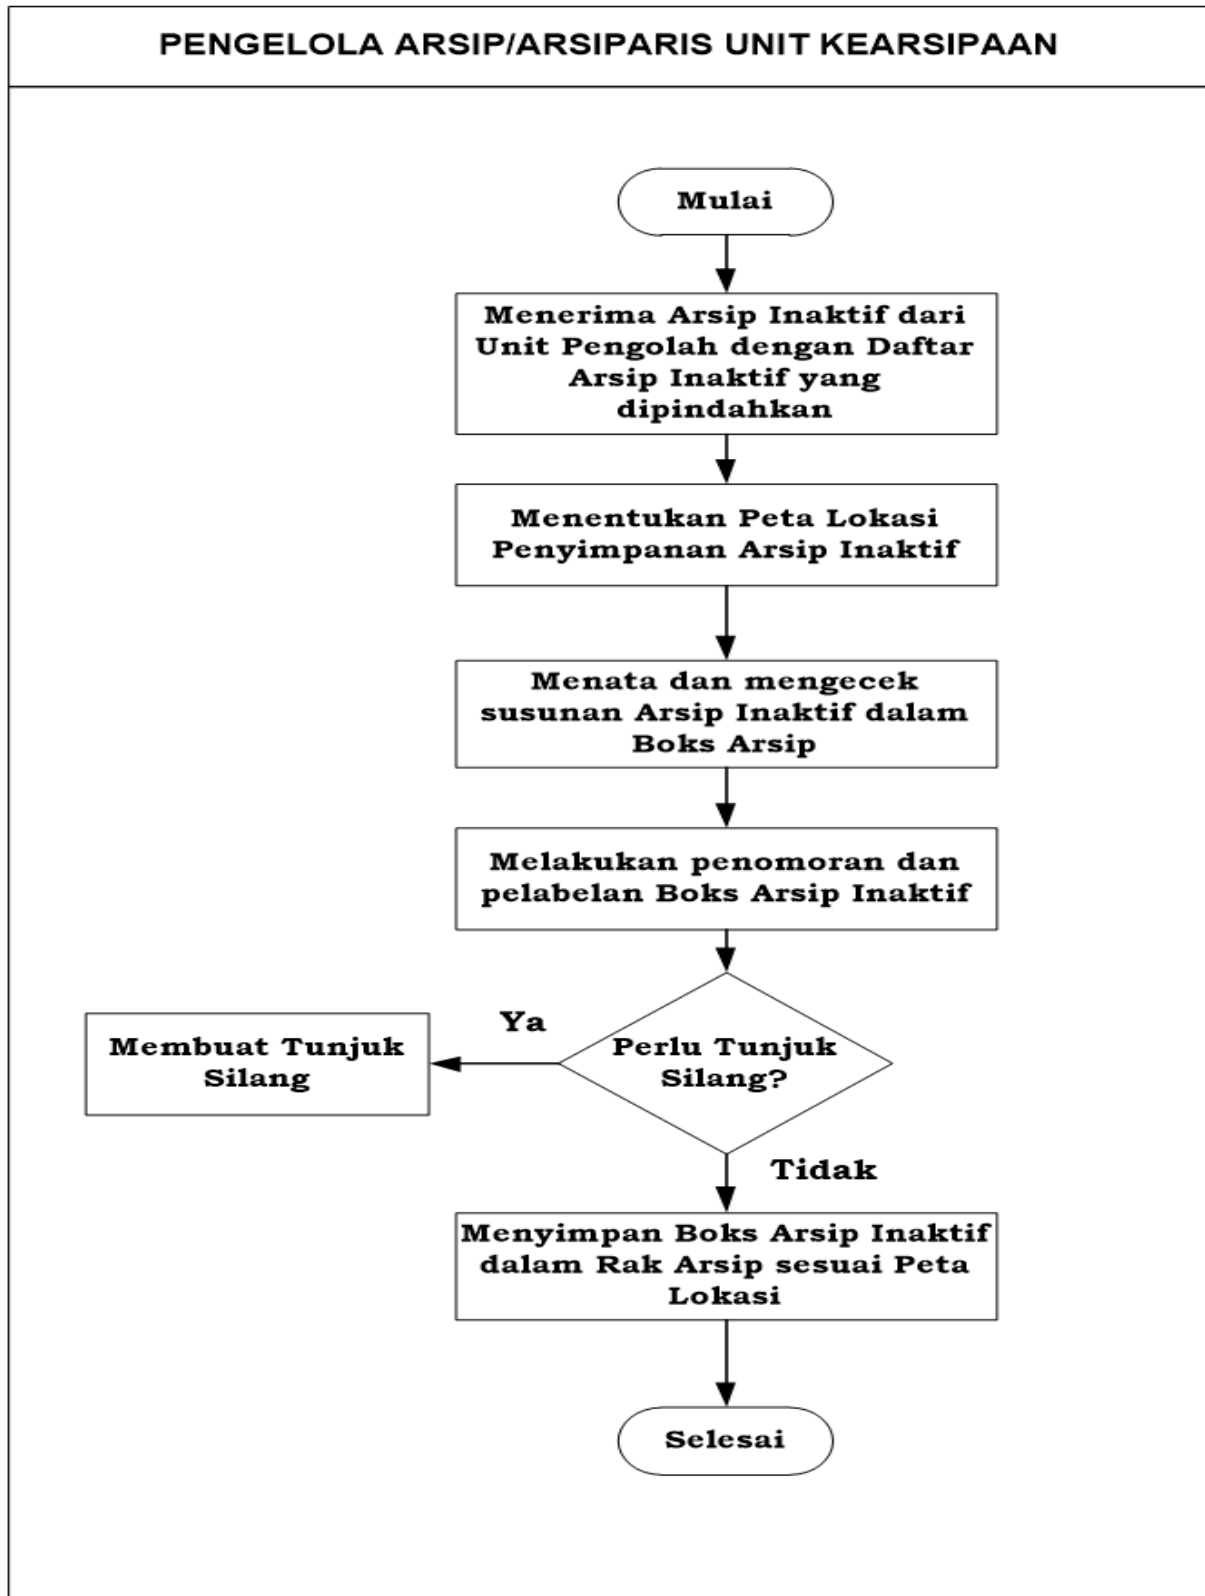 PENGELOLA ARSIP/ARSIPARIS UNIT KEARSIPAAN
Mulai
Menerima Arsip Inaktif dari
Unit Pengolah dengan Daftar
Arsip Inaktif yang
dipindahkan
Menentukan Peta Lokasi
Penyimpanan Arsip Inaktif
Menata dan mengecek
susunan Arsip Inaktif dalam
Boks Arsip
Melakukan penomoran dan
pelabelan Boks Arsip Inaktif
Perlu Tunjuk
Silang?
Ya
Membuat Tunjuk
Silang
Tidak
Menyimpan Boks Arsip Inaktif
dalam Rak Arsip sesuai Peta
Lokasi
Selesai